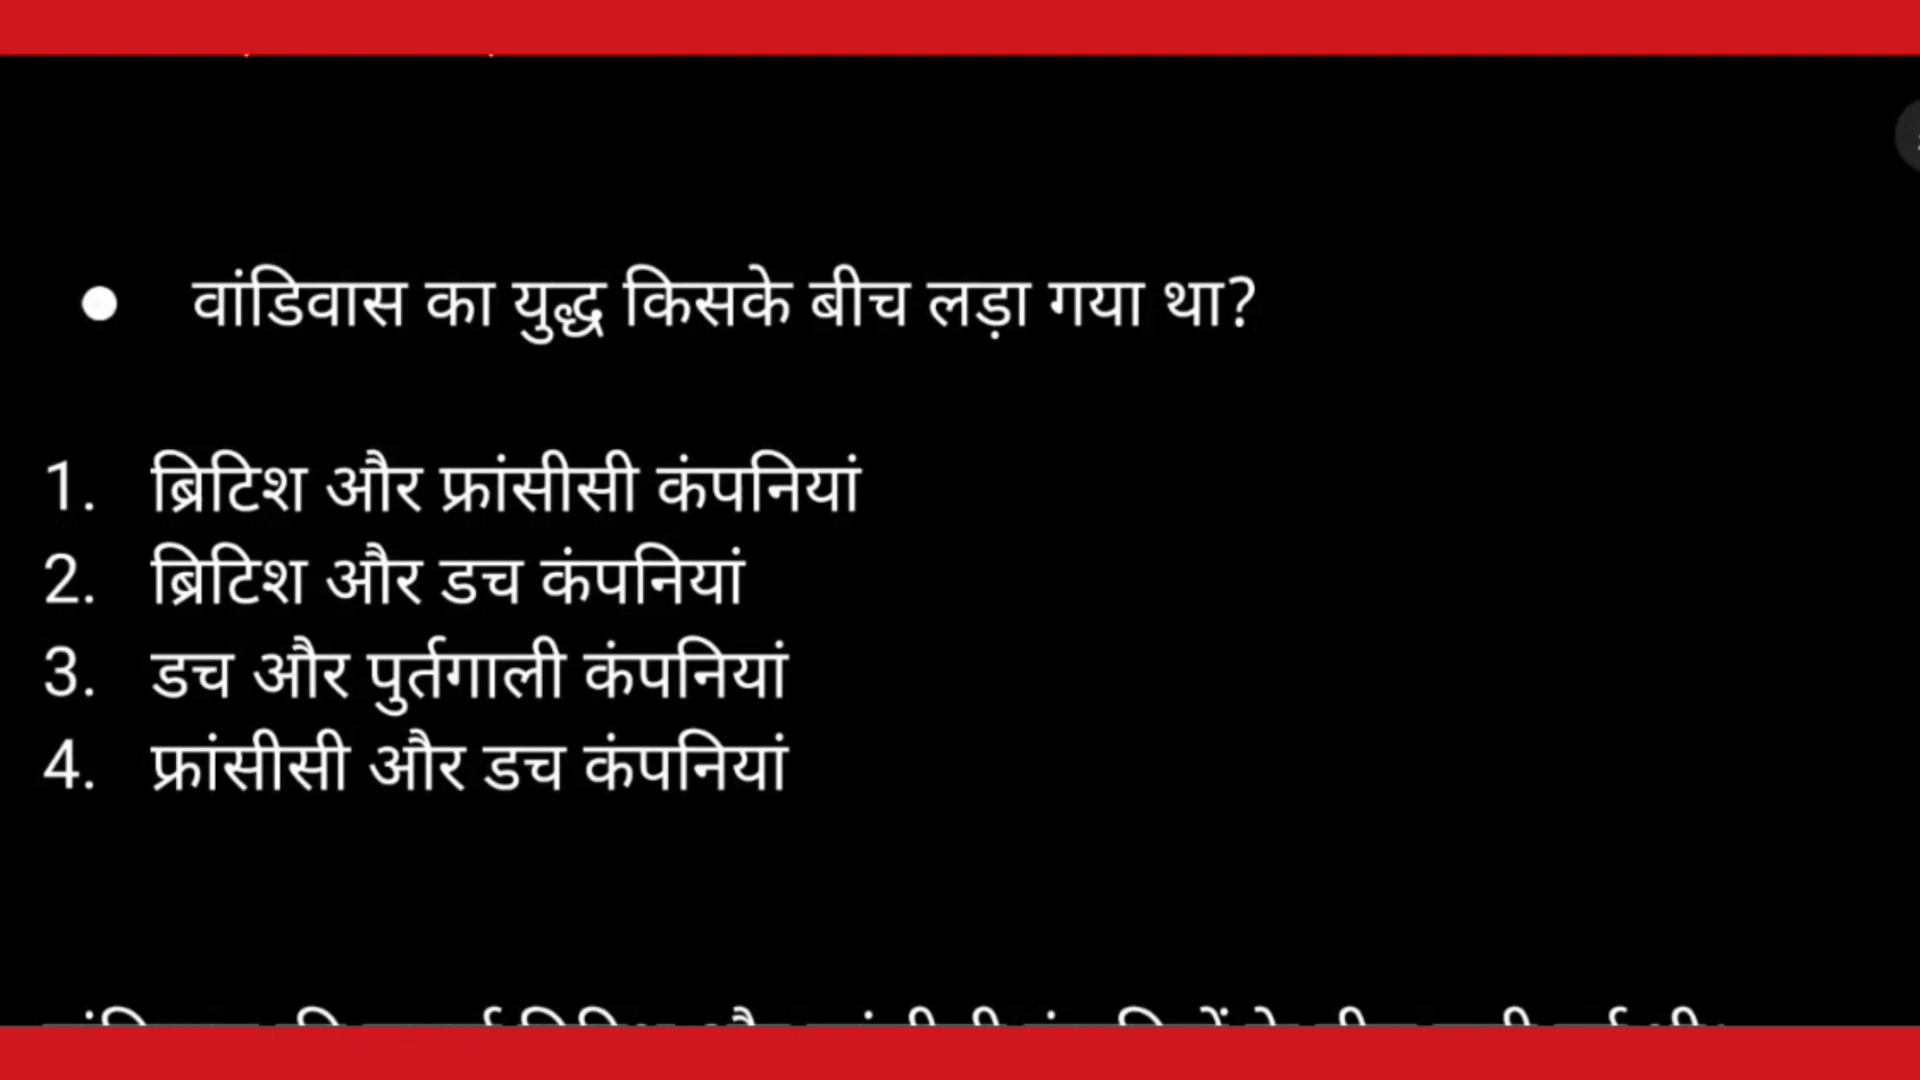 ● वांडिवास का युद्ध किसके बीच लड़ा गया था?
1. ब्रिटिश और फ्रांसीसी कंपनियां
2. ब्रिटिश और डच कंपनियां
3. डच और पुर्तगाली कंपनियां
4. फ्रांसीसी और डच कंपनियां